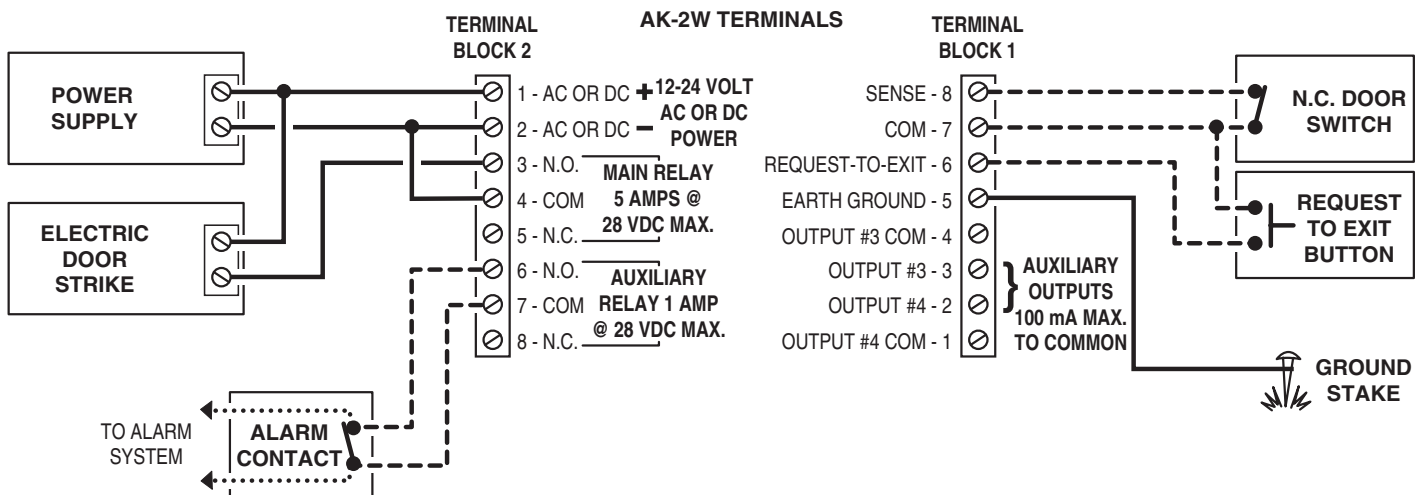 AK-2W TERMINALS
TERMINAL
BLOCK 2
TERMINAL
BLOCK 1
POWER
SUPPLY
ELECTRIC
DOOR
STRIKE
1 - AC OR DC +
2 - AC OR DC –
12-24 VOLT
AC OR DC
POWER
3 - N.O.
4 - COM
5 - N.C.
MAIN RELAY
5 AMPS @
28 VDC MAX.
6 - N.O.
7 - COM
8 - N.C.
AUXILIARY
RELAY 1 AMP
@ 28 VDC MAX.
TO ALARM
SYSTEM
ALARM
CONTACT
SENSE - 8
COM - 7
REQUEST-TO-EXIT - 6
EARTH GROUND - 5
OUTPUT #3 COM - 4
OUTPUT #3 - 3
OUTPUT #4 - 2
OUTPUT #4 COM - 1
} AUXILIARY
OUTPUTS
100 mA MAX.
TO COMMON
N.C. DOOR
SWITCH
REQUEST
TO EXIT
BUTTON
GROUND
STAKE